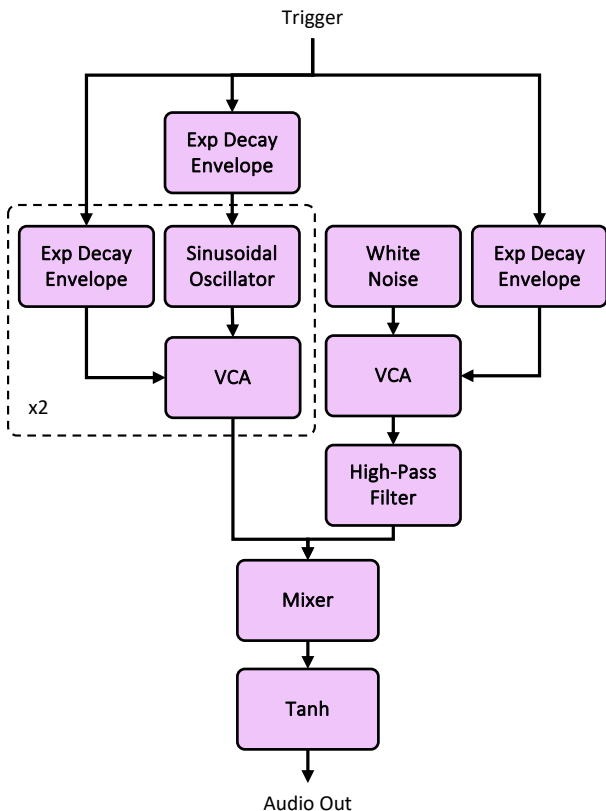 Trigger
Exp Decay
Envelope
Exp Decay
Envelope
Sinusoidal
Oscillator
White
Noise
Exp Decay
Envelope
VCA
VCA
x2
High-Pass
Filter
Mixer
Tanh
Audio Out